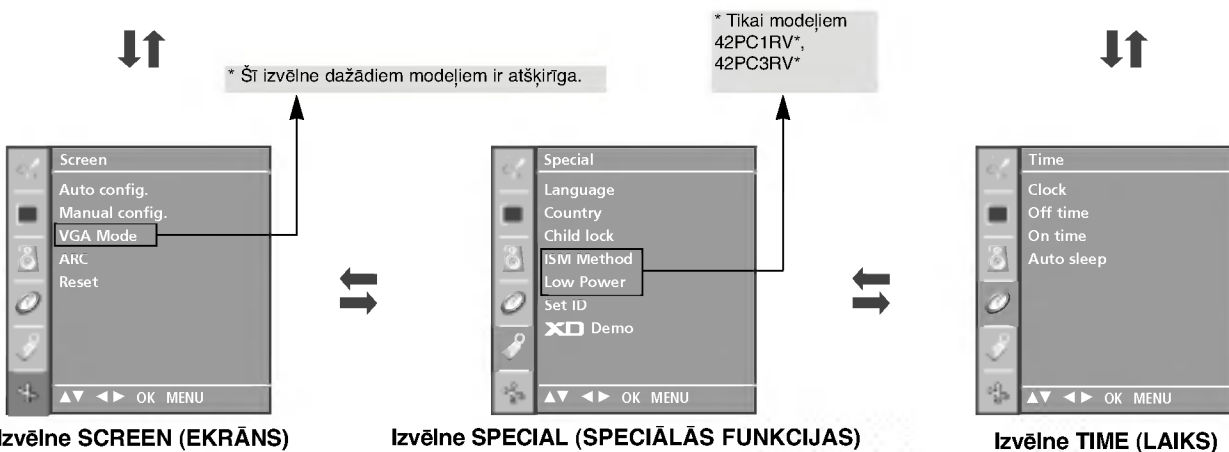 * Šī izvēlne dažādiem modeļiem ir atšķirīga.
* Tikai modeļiem
42PC1RV*,
42PC3RV*
Screen
Auto config.
Manual config.
VGA Mode
ARC
Reset
▲▼ ◄► OK MENU
Izvēlne SCREEN (EKRĀNS)
Special
Language
Country
Child lock
ISM Method
Low Power
Set ID
XD Demo
▲▼ ◄► OK MENU
Izvēlne SPECIAL (SPECIĀLĀS FUNKCIJAS)
Time
Clock
Off time
On time
Auto sleep
▲▼ ◄► OK MENU
Izvēlne TIME (LAIKS)